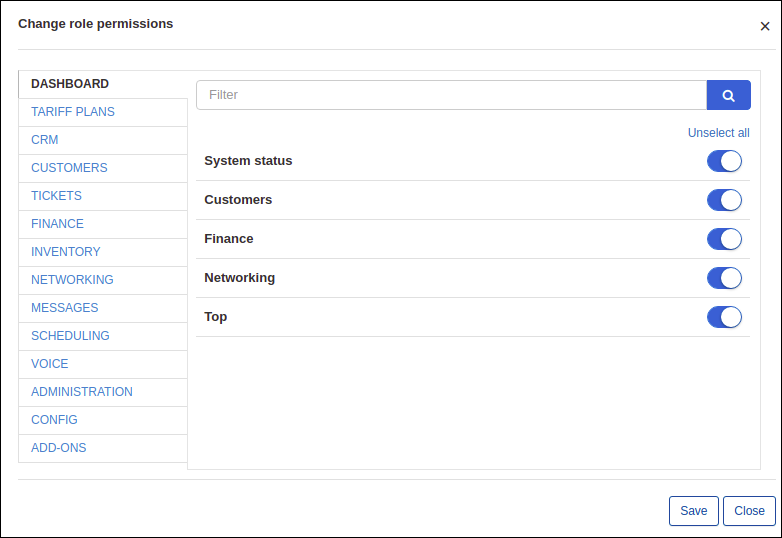 Change role permissions
×
DASHBOARD
TARIFF PLANS
CRM
CUSTOMERS
TICKETS
FINANCE
INVENTORY
NETWORKING
MESSAGES
SCHEDULING
VOICE
ADMINISTRATION
CONFIG
ADD-ONS
Filter
Unselect all
System status
Customers
Finance
Networking
Top
Save Close